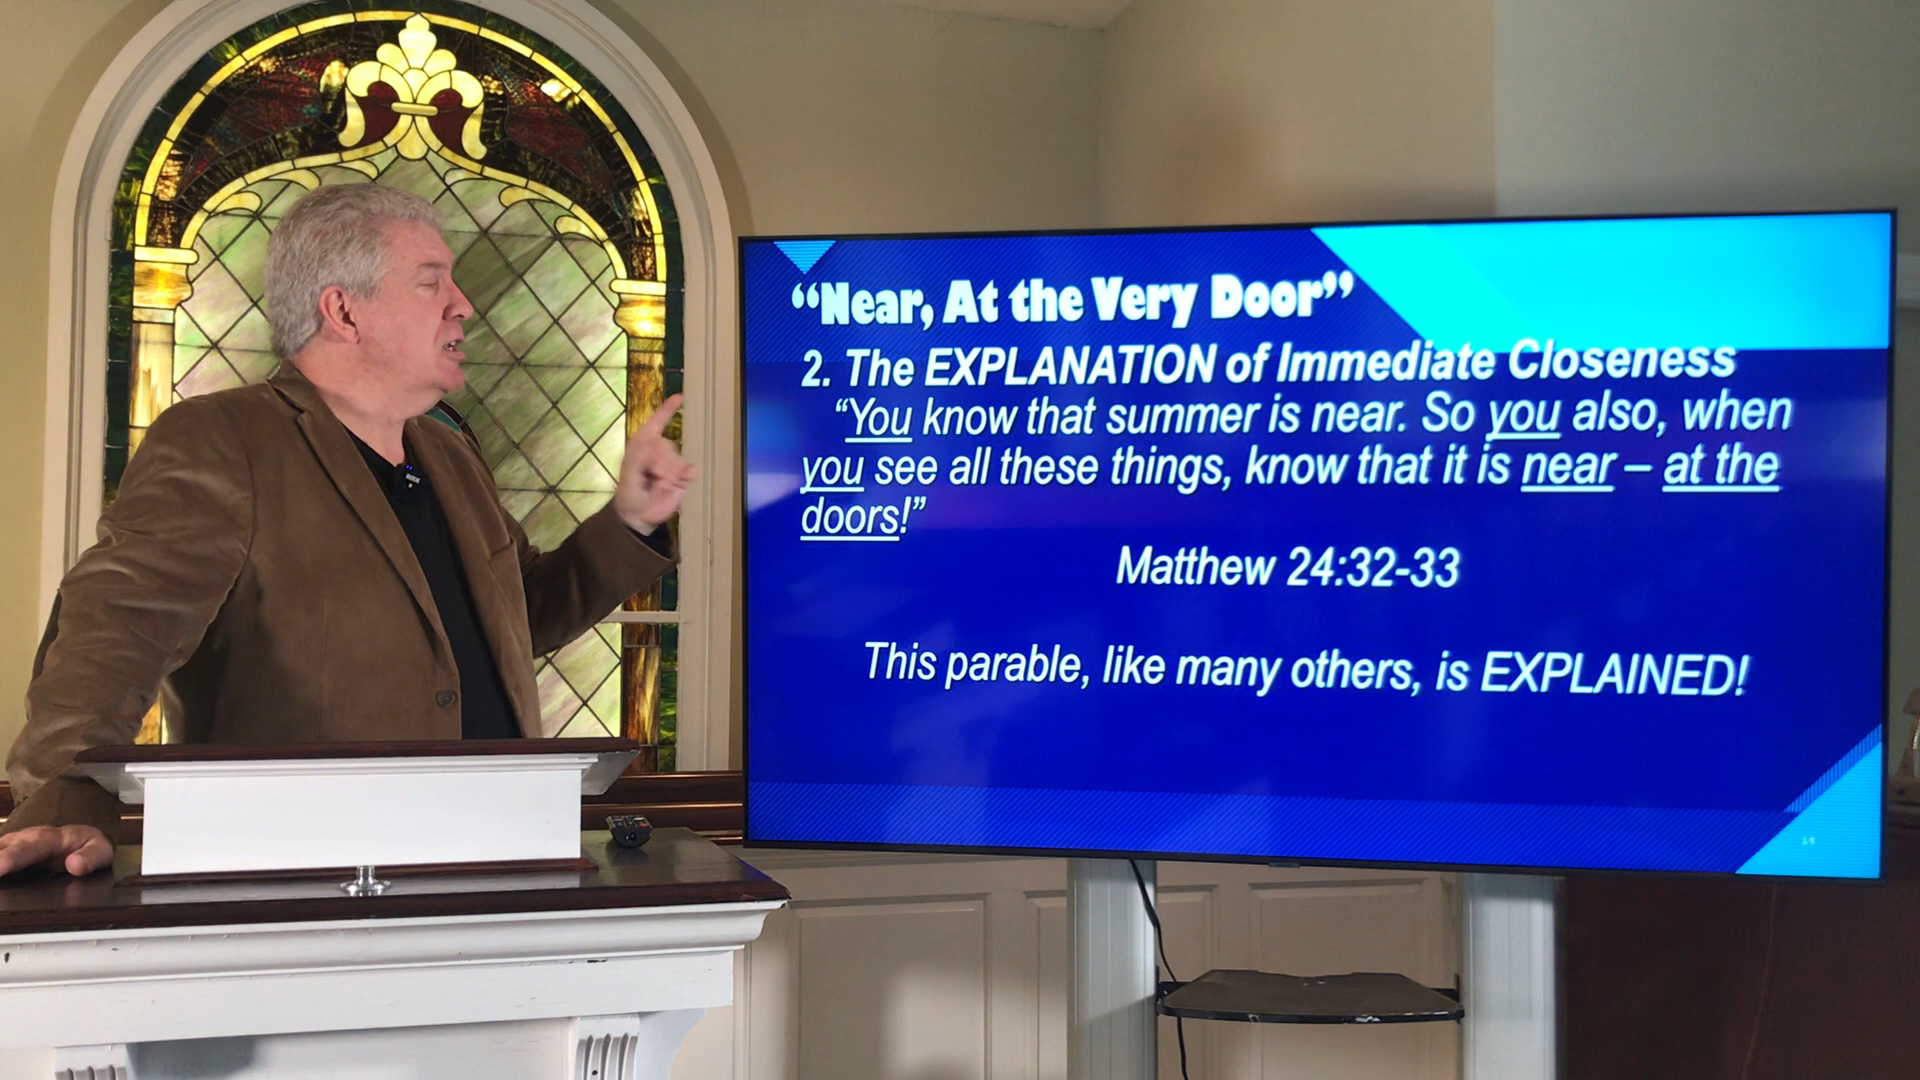 “Near, At the Very Door”
2. The EXPLANATION of Immediate Closeness
“You know that summer is near. So you also, when
you see all these things, know that it is near – at the
doors!”
Matthew 24:32-33
This parable, like many others, is EXPLAINED!